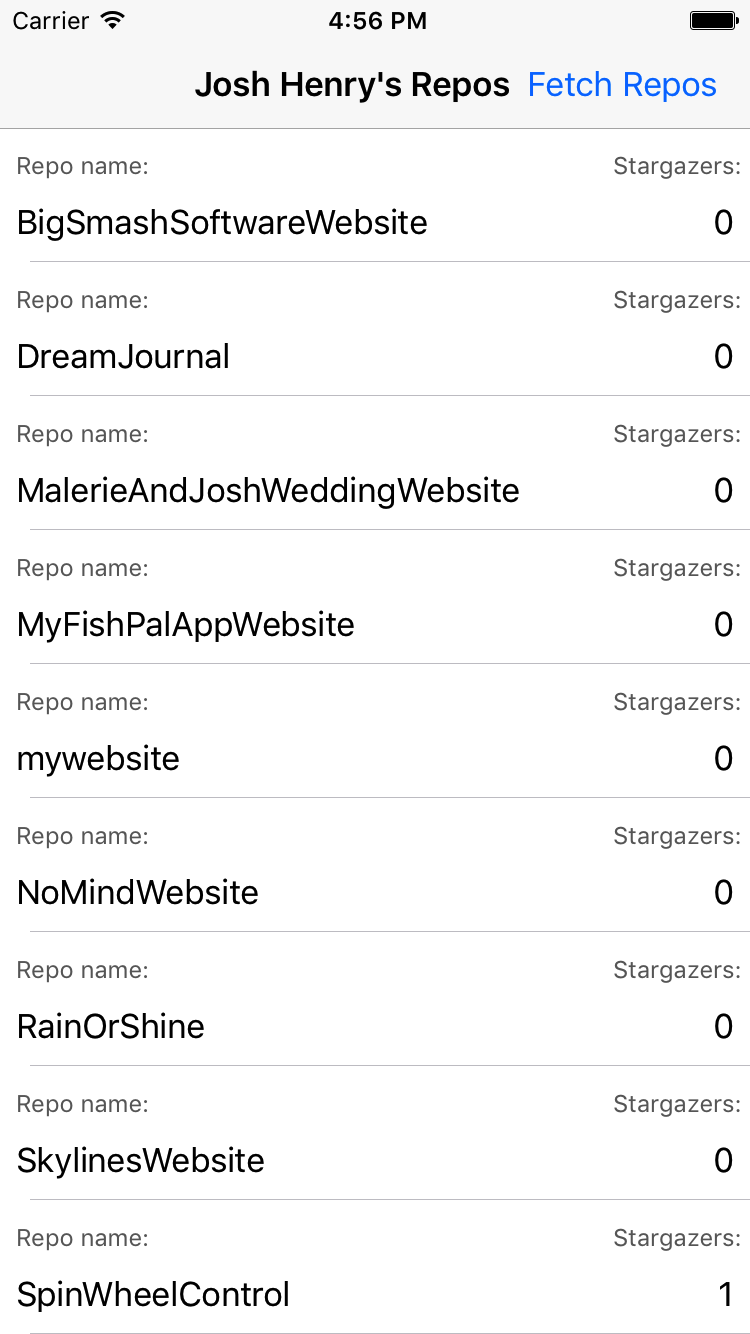 Carrier 4:56 PM
Josh Henry's Repos Fetch Repos
Repo name: Stargazers:
BigSmashSoftwareWebsite 0
Repo name: Stargazers:
DreamJournal 0
Repo name: Stargazers:
MalerieAndJoshWeddingWebsite 0
Repo name: Stargazers:
MyFishPalAppWebsite 0
Repo name: Stargazers:
mywebsite 0
Repo name: Stargazers:
NoMindWebsite 0
Repo name: Stargazers:
RainOrShine 0
Repo name: Stargazers:
SkylinesWebsite 0
Repo name: Stargazers:
SpinWheelControl 1